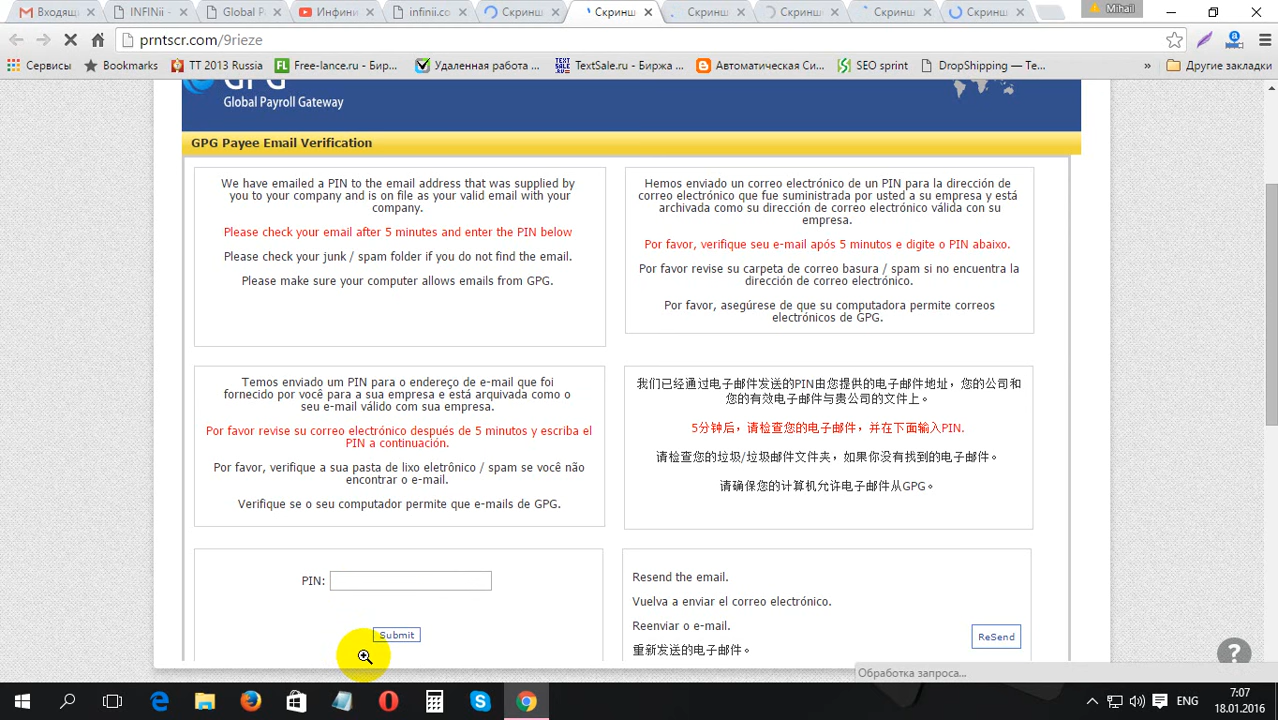 Входящ
INFINii -
Global P
Инфини
infinii.co
Скринш
Скринш
Скринш
Скринш
Скринш
Скринш
Mihail
prntscr.com/9rieze
Сервисы
Bookmarks
TT 2013 Russia
Free-lance.ru - Бир...
Удаленная работа ...
TextSale.ru - Биржа ...
Автоматическая Си...
SEO sprint
DropShipping — Те...
»
Другие закладки
GPG
Global Payroll Gateway
GPG Payee Email Verification
We have emailed a PIN to the email address that was supplied by
you to your company and is on file as your valid email with your
company.
Please check your email after 5 minutes and enter the PIN below
Please check your junk / spam folder if you do not find the email.
Please make sure your computer allows emails from GPG.
Hemos enviado un correo electrónico de un PIN para la dirección de
correo electrónico que fue suministrada por usted a su empresa y está
archivada como su dirección de correo electrónico válida con su
empresa.
Por favor, verifique seu e-mail após 5 minutos e digite o PIN abaixo.
Por favor revise su carpeta de correo basura / spam si no encuentra la
dirección de correo electrónico.
Por favor, asegúrese de que su computadora permite correos
electrónicos de GPG.
Temos enviado um PIN para o endereço de e-mail que foi
fornecido por você para a sua empresa e está arquivada como o
seu e-mail válido com sua empresa.
Por favor revise su correo electrónico después de 5 minutos y escriba el
PIN a continuación.
Por favor, verifique a sua pasta de lixo eletrônico / spam se você não
encontrar o e-mail.
Verifique se o seu computador permite que e-mails de GPG.
我们已经通过电子邮件发送的PIN由您提供的电子邮件地址，您的公司和
您的有效电子邮件与贵公司的文件上。
5分钟后，请检查您的电子邮件，并在下面输入PIN.
请检查您的垃圾/垃圾邮件文件夹，如果你没有找到的电子邮件。
请确保您的计算机允许电子邮件从GPG。
PIN:
Submit
Resend the email.
Vuelva a enviar el correo electrónico.
Reenviar o e-mail.
重新发送的电子邮件。
ReSend
?
Обработка запроса...
ENG
7:07
18.01.2016